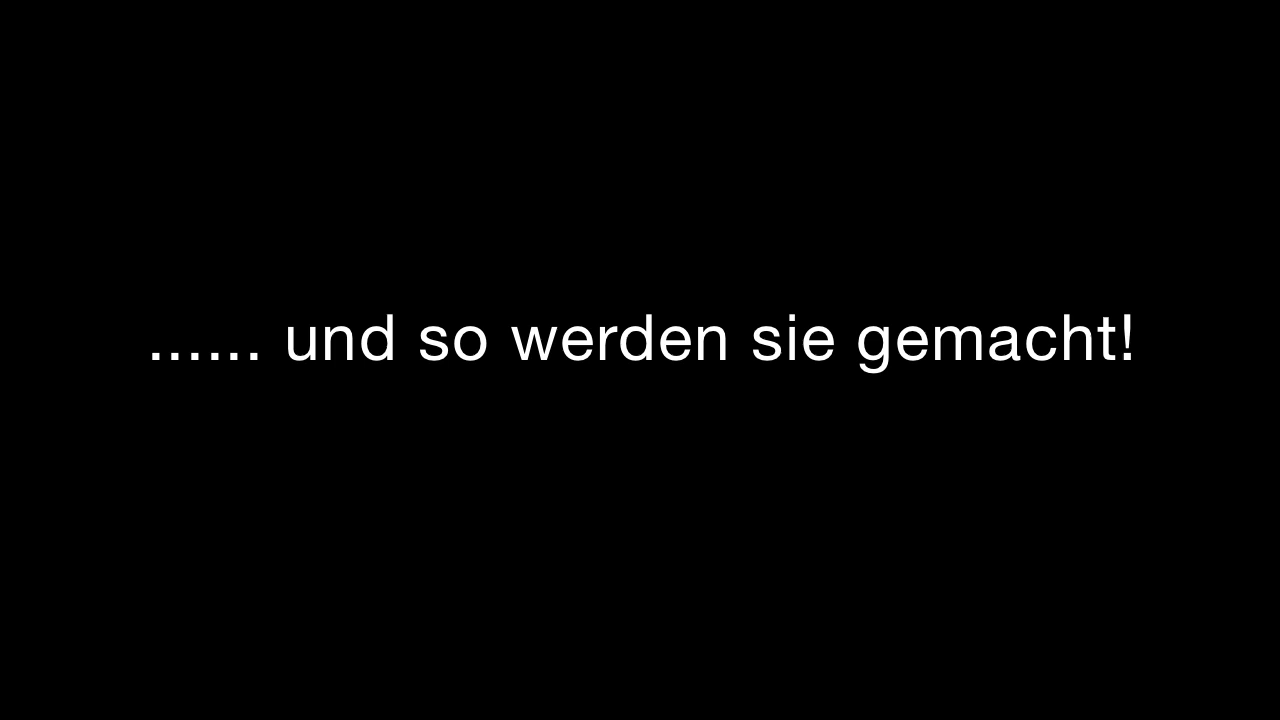 ...... und so werden sie gemacht!